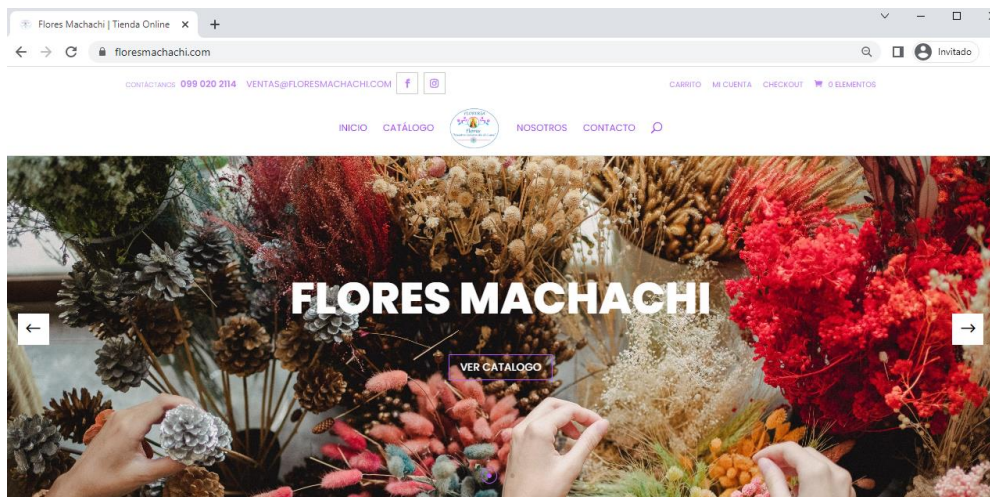 Flores Machachi | Tienda Online
floresmachachi.com
Invitado
CONTÁCTANOS 099 020 2114 VENTAS@FLORESMACHACHI.COM
CARRITO MI CUENTA CHECKOUT 0 ELEMENTOS
INICIO CATÁLOGO NOSOTROS CONTACTO
Flores
FLORES MACHACHI
VER CATALOGO